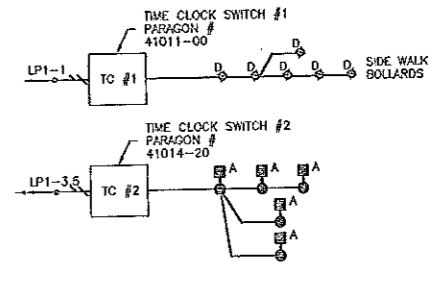 TIME CLOCK SWITCH #1
PARAGON #
41011-00
LP1-1
TC #1
D
D D D D D
SIDE WALK
BOLLARDS
TIME CLOCK SWITCH #2
PARAGON #
41014-20
LP1-3,5
TC #2
A A A
A
A